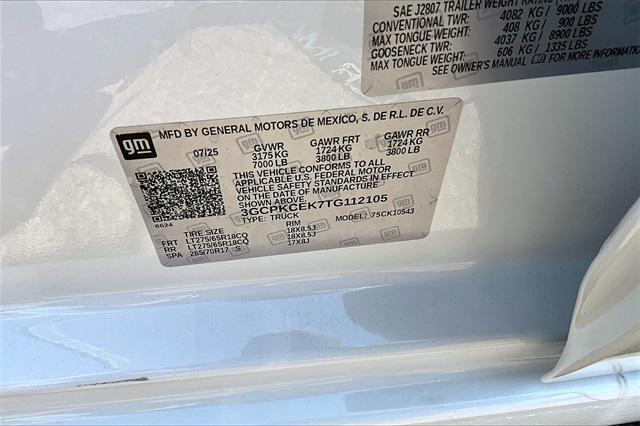 SAE J2807 TRAILER WEIGHT RATING
CONVENTIONAL TWR: 4082 KG / 9000 LBS
MAX TONGUE WEIGHT: 408 KG / 900 LBS
GOOSENECK TWR: 4037 KG / 8900 LBS
MAX TONGUE WEIGHT: 606 KG / 1335 LBS
SEE OWNER'S MANUAL FOR MORE INFORMATION
gm
MFD BY GENERAL MOTORS DE MEXICO, S. DE R.L. DE C.V.
07/25 GVWR GAWR FRT GAWR RR
3175 KG 1724 KG 1724 KG
7000 LB 3800 LB 3800 LB
THIS VEHICLE CONFORMS TO ALL
APPLICABLE U.S. FEDERAL MOTOR
VEHICLE SAFETY STANDARDS IN EFFECT
ON THE DATE OF MANUFACTURE
SHOWN ABOVE.
3GCPKCEK7TG112105
8624 TYPE: TRUCK MODEL: 75CK10543
TIRE SIZE RIM
FRT LT275/65R18CQ 18X8.5J
RR LT275/65R18CQ 18X8.5J
SPA 265/70R17 S 17X8J